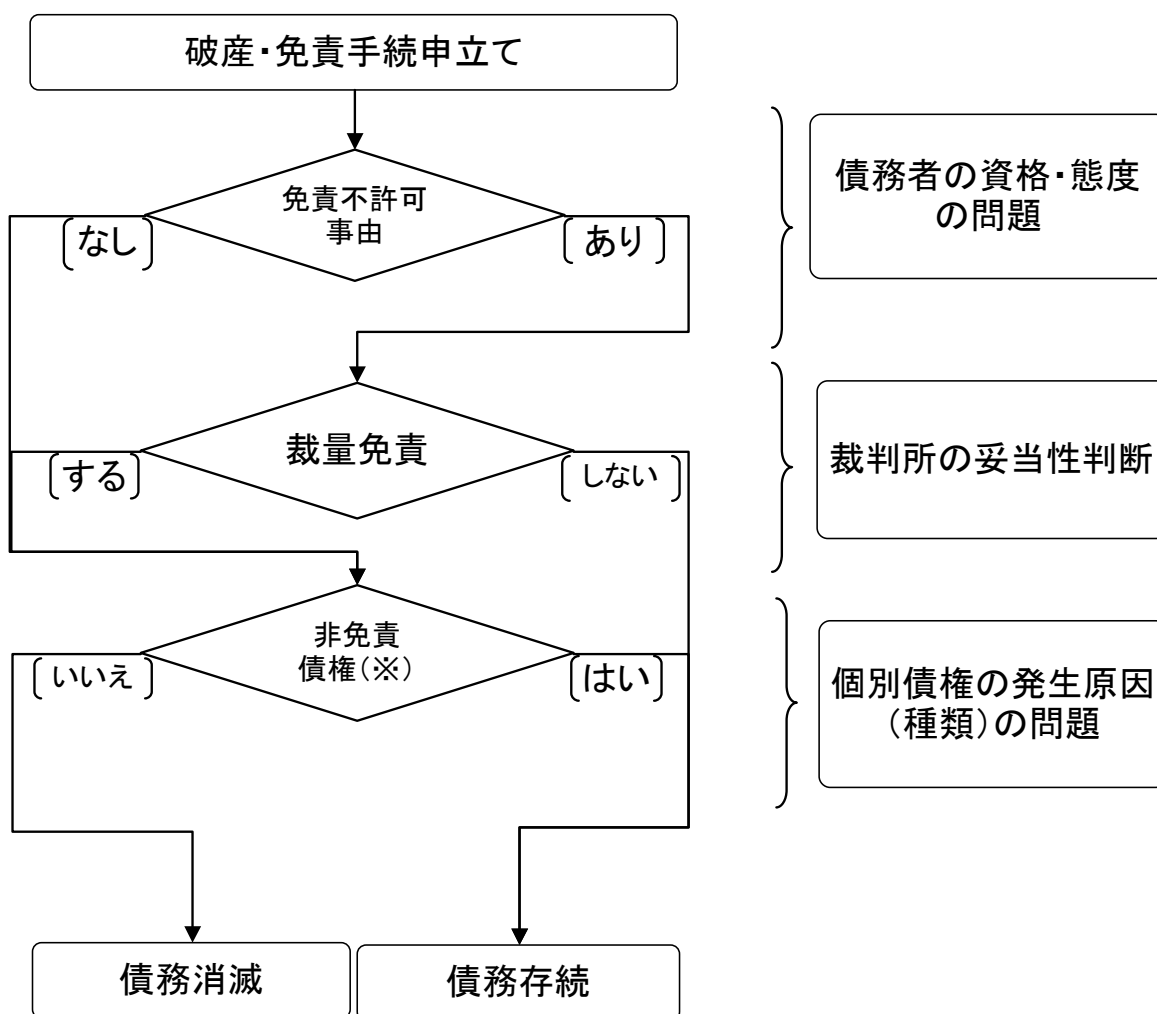 破産・免責手続申立て
免責不許可
事由
〔なし〕
〔あり〕
債務者の資格・態度
の問題
裁量免責
〔する〕
〔しない〕
裁判所の妥当性判断
非免責
債権（※）
〔いいえ〕
〔はい〕
個別債権の発生原因
（種類）の問題
債務消滅
債務存続